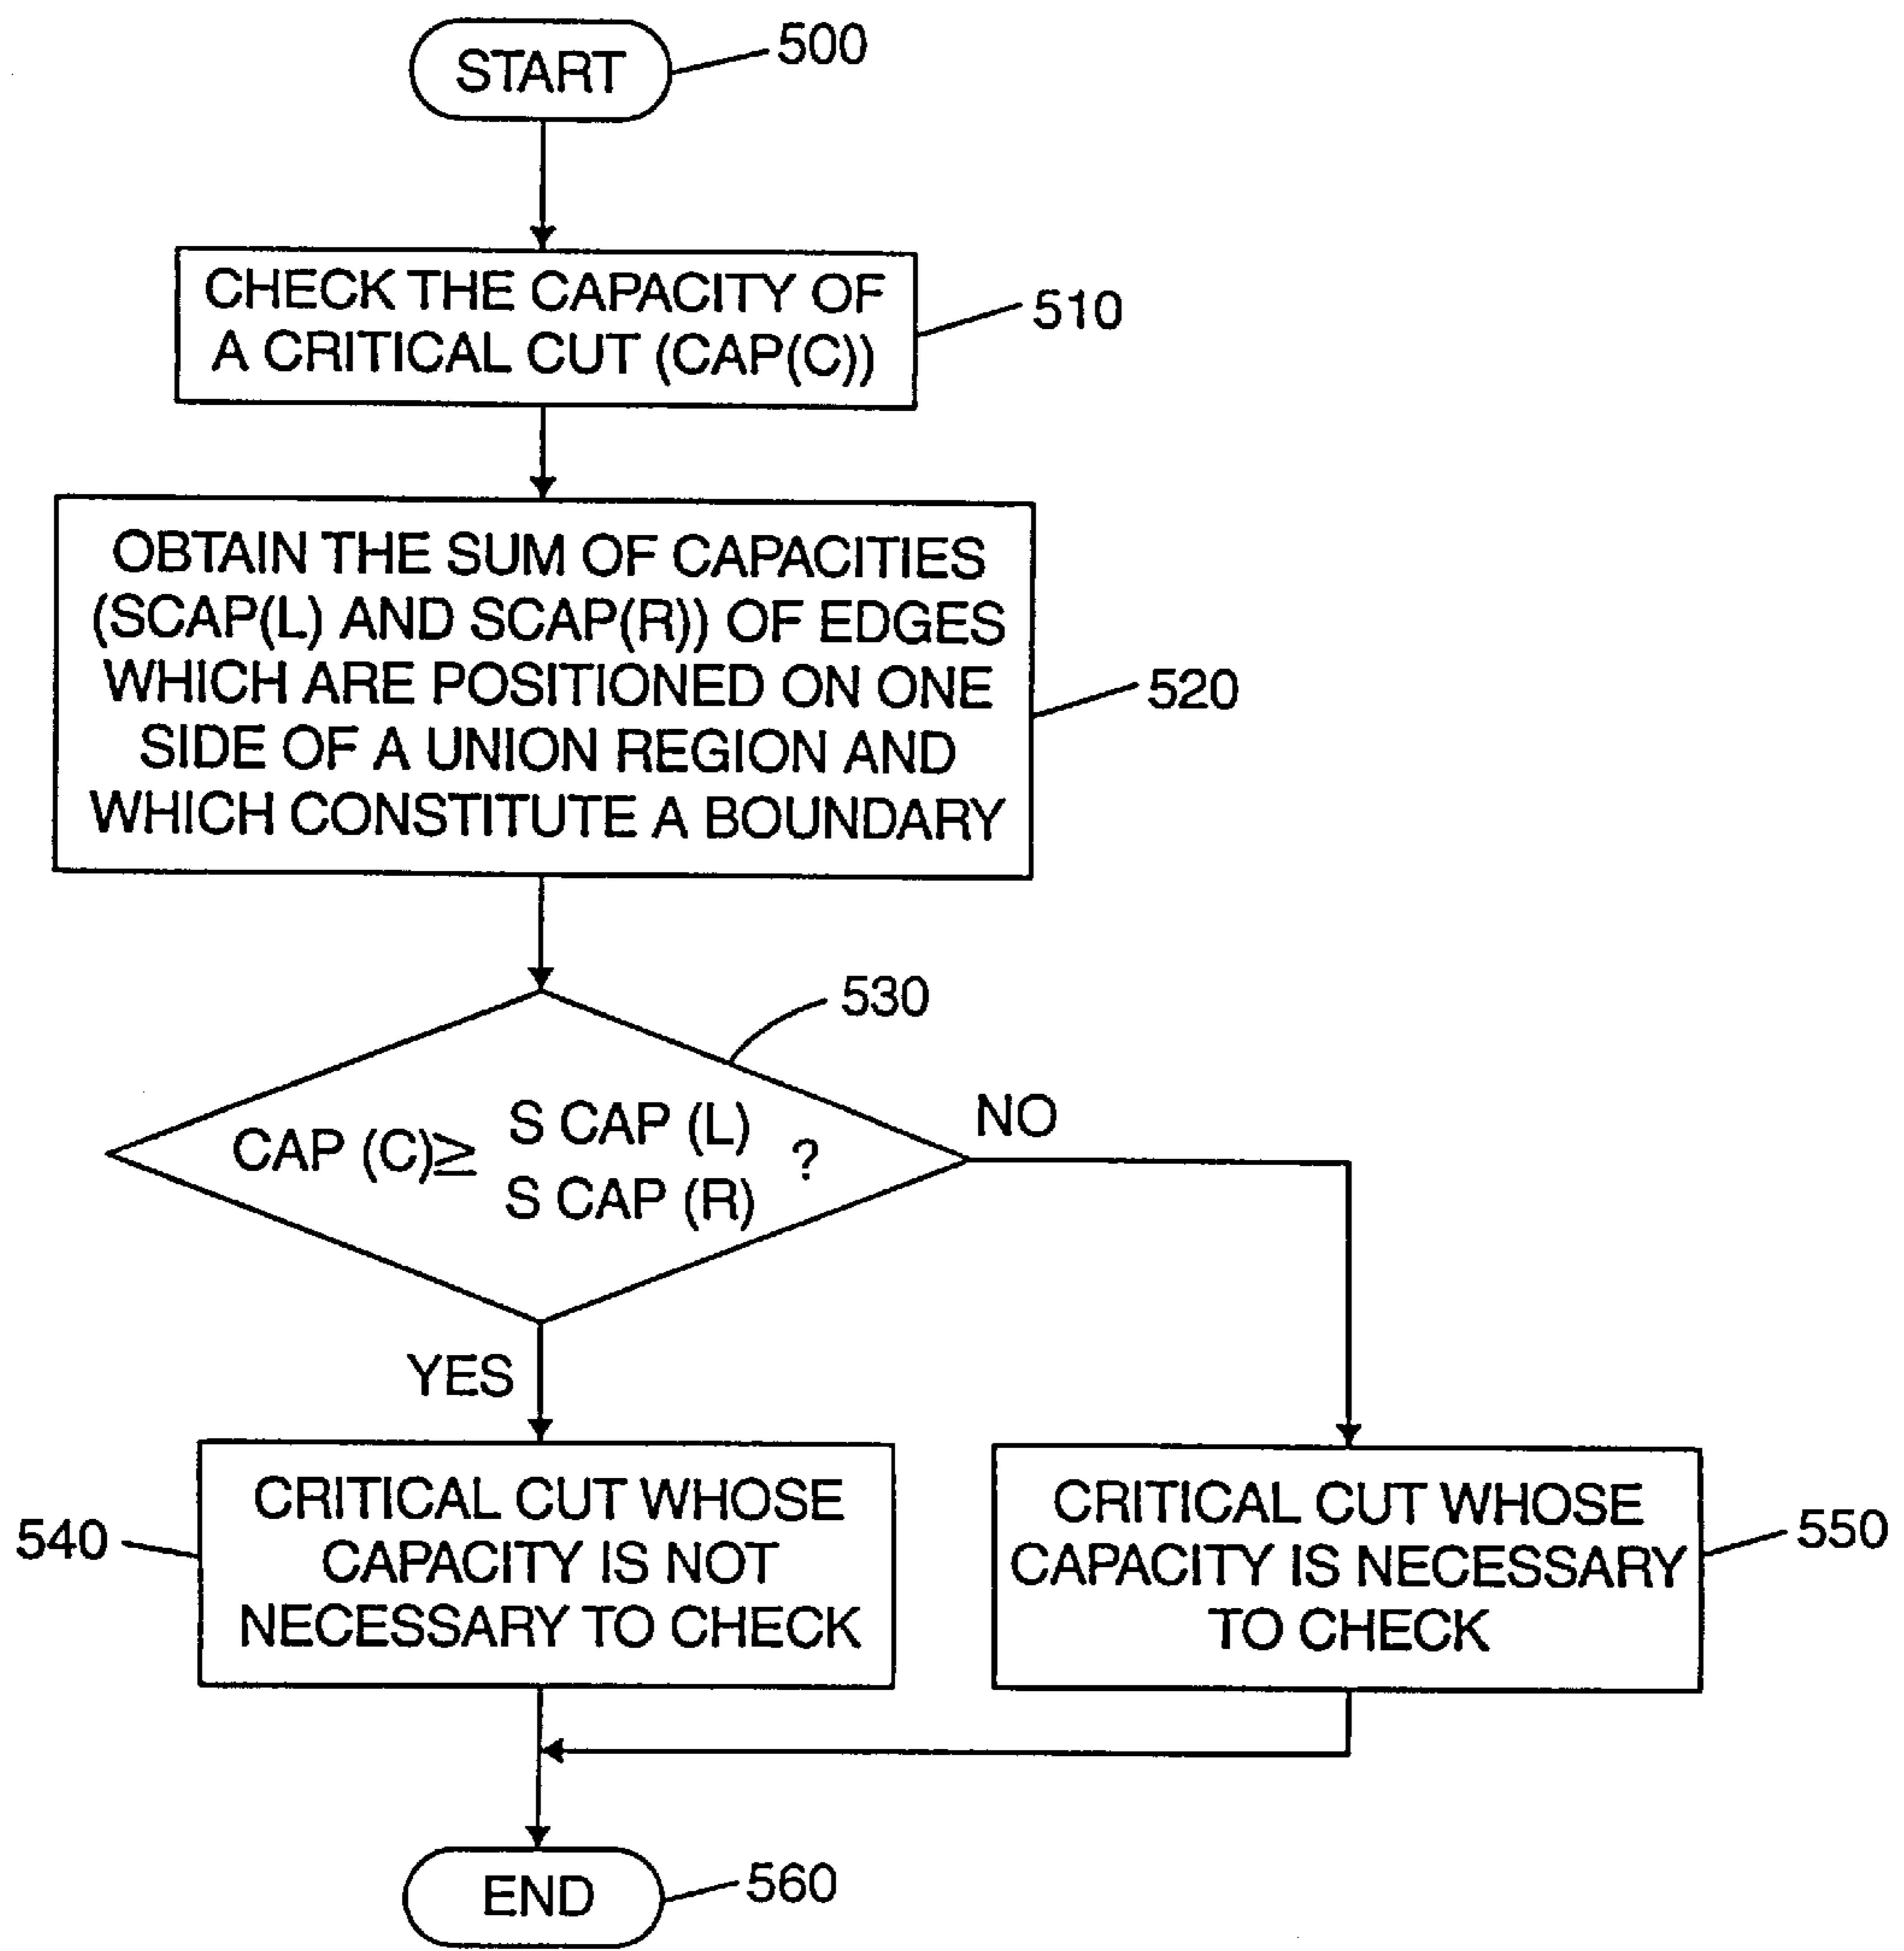 START
500
CHECK THE CAPACITY OF
A CRITICAL CUT (CAP(C))
510
OBTAIN THE SUM OF CAPACITIES
(SCAP(L) AND SCAP(R)) OF EDGES
WHICH ARE POSITIONED ON ONE
SIDE OF A UNION REGION AND
WHICH CONSTITUTE A BOUNDARY
520
530
CAP (C)≥
S CAP (L)
S CAP (R)
?
NO
YES
540
CRITICAL CUT WHOSE
CAPACITY IS NOT
NECESSARY TO CHECK
CRITICAL CUT WHOSE
CAPACITY IS NECESSARY
TO CHECK
550
END
560